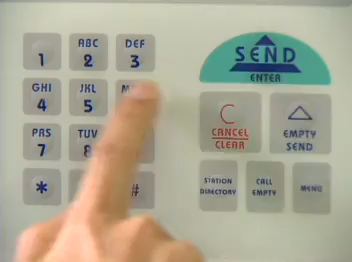 1
ABC
2
DEF
3
GHI
4
JKL
5
PRS
7
TUV
8
*
#
SEND
ENTER
C
CANCEL
CLEAR
EMPTY
SEND
STATION
DIRECTORY
CALL
EMPTY
MENU